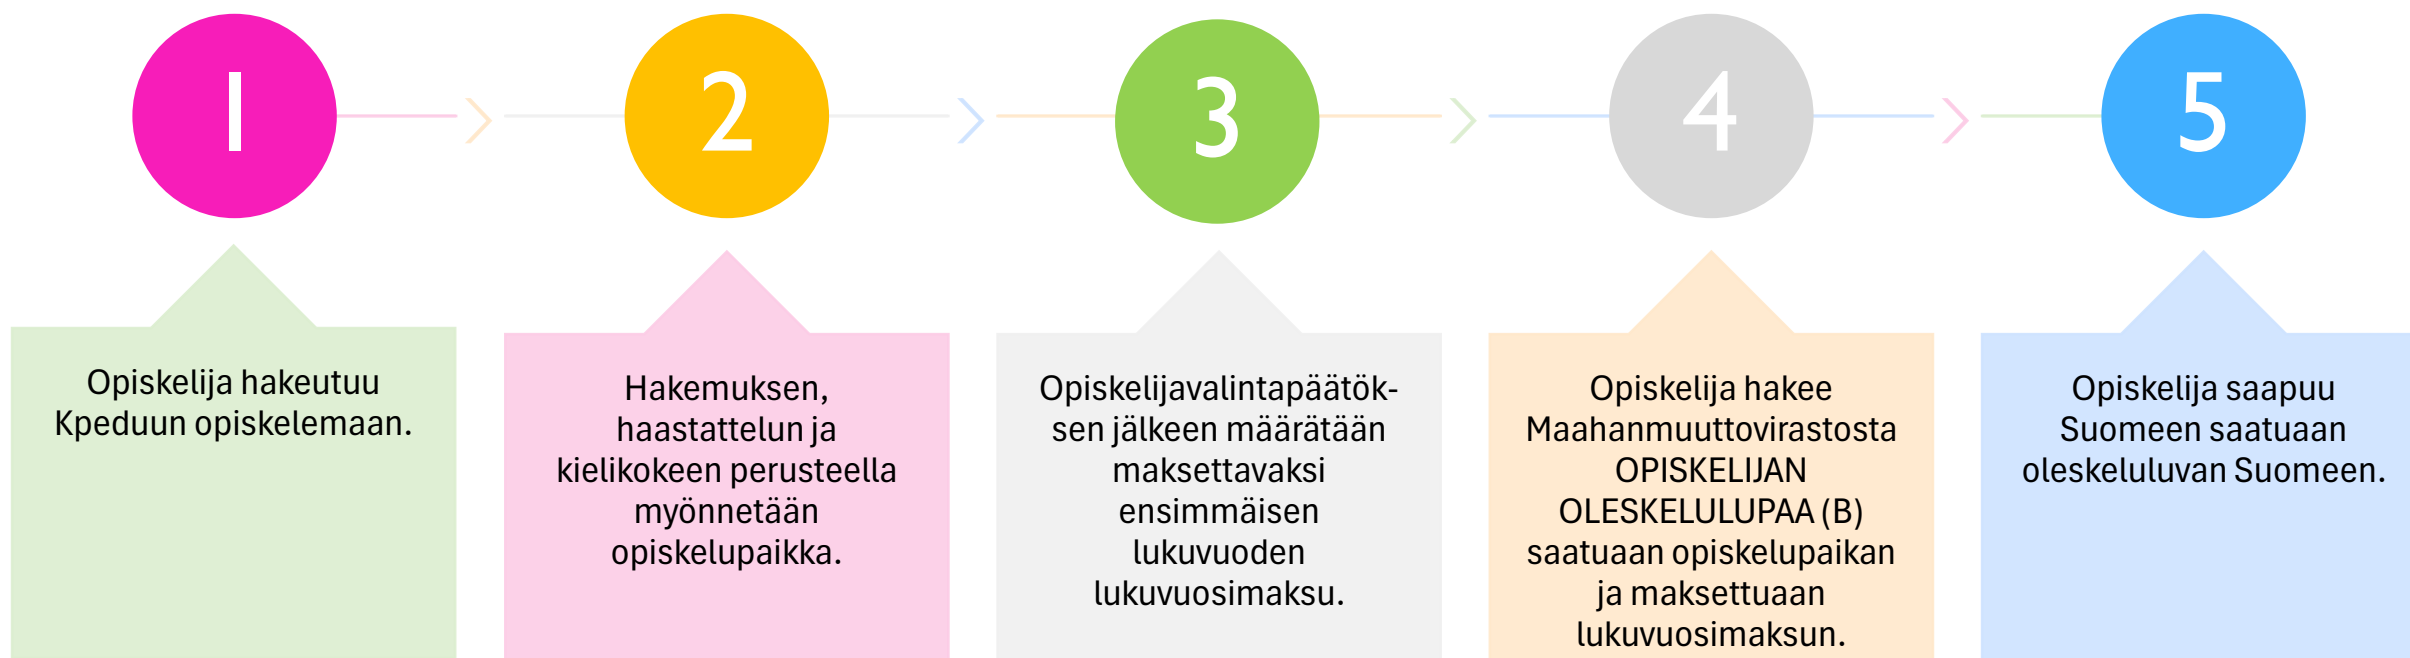 1
2
3
4
5
Opiskelija hakeutuu
Kpeduun opiskelemaan.
Hakemuksen,
haastattelun ja
kielikokeen perusteella
myönnetään
opiskelupaikka.
Opiskelijavalintapäätök-
sen jälkeen määrätään
maksettavaksi
ensimmäisen
lukuvuoden
lukuvuosimaksu.
Opiskelija hakee
Maahanmuuttovirastosta
OPISKELIJAN
OLESKELULUPAA (B)
saatuaan opiskelupaikan
ja maksettuaan
lukuvuosimaksun.
Opiskelija saapuu
Suomeen saatuaan
oleskeluluvan Suomeen.